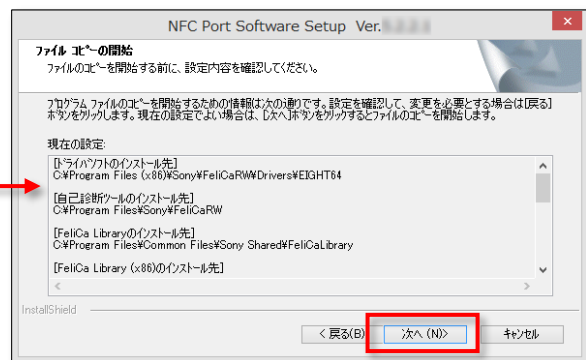 NFC Port Software Setup Ver.
ファイル コピーの開始
ファイルのコピーを開始する前に、設定内容を確認してください。
プログラム ファイルのコピーを開始するための情報は次の通りです。設定を確認して、変更を必要とする場合は[戻る]
ボタンをクリックします。現在の設定でよい場合は、[次へ]ボタンをクリックするとファイルのコピーを開始します。
現在の設定:
[ドライバソフトのインストール先]
C:¥Program Files (x86)¥Sony¥FeliCaRW¥Drivers¥EIGHT64
[自己診断ツールのインストール先]
C:¥Program Files¥Sony¥FeliCaRW
[FeliCa Libraryのインストール先]
C:¥Program Files¥Common Files¥Sony Shared¥FeliCaLibrary
[FeliCa Library (x86)のインストール先]
InstallShield
< 戻る(B)
次へ (N)>
キャンセル